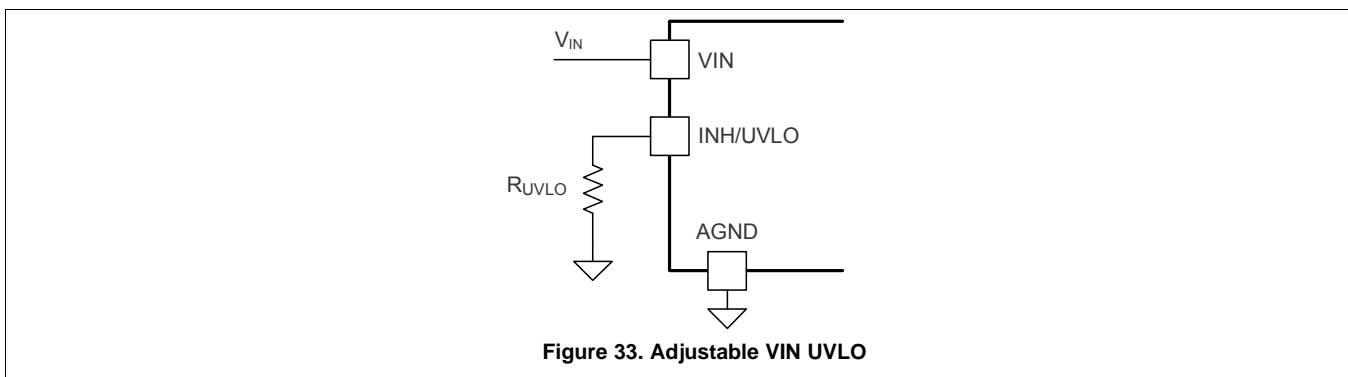 VIN
VIN
INH/UVLO
RUVLO
AGND
Figure 33. Adjustable VIN UVLO